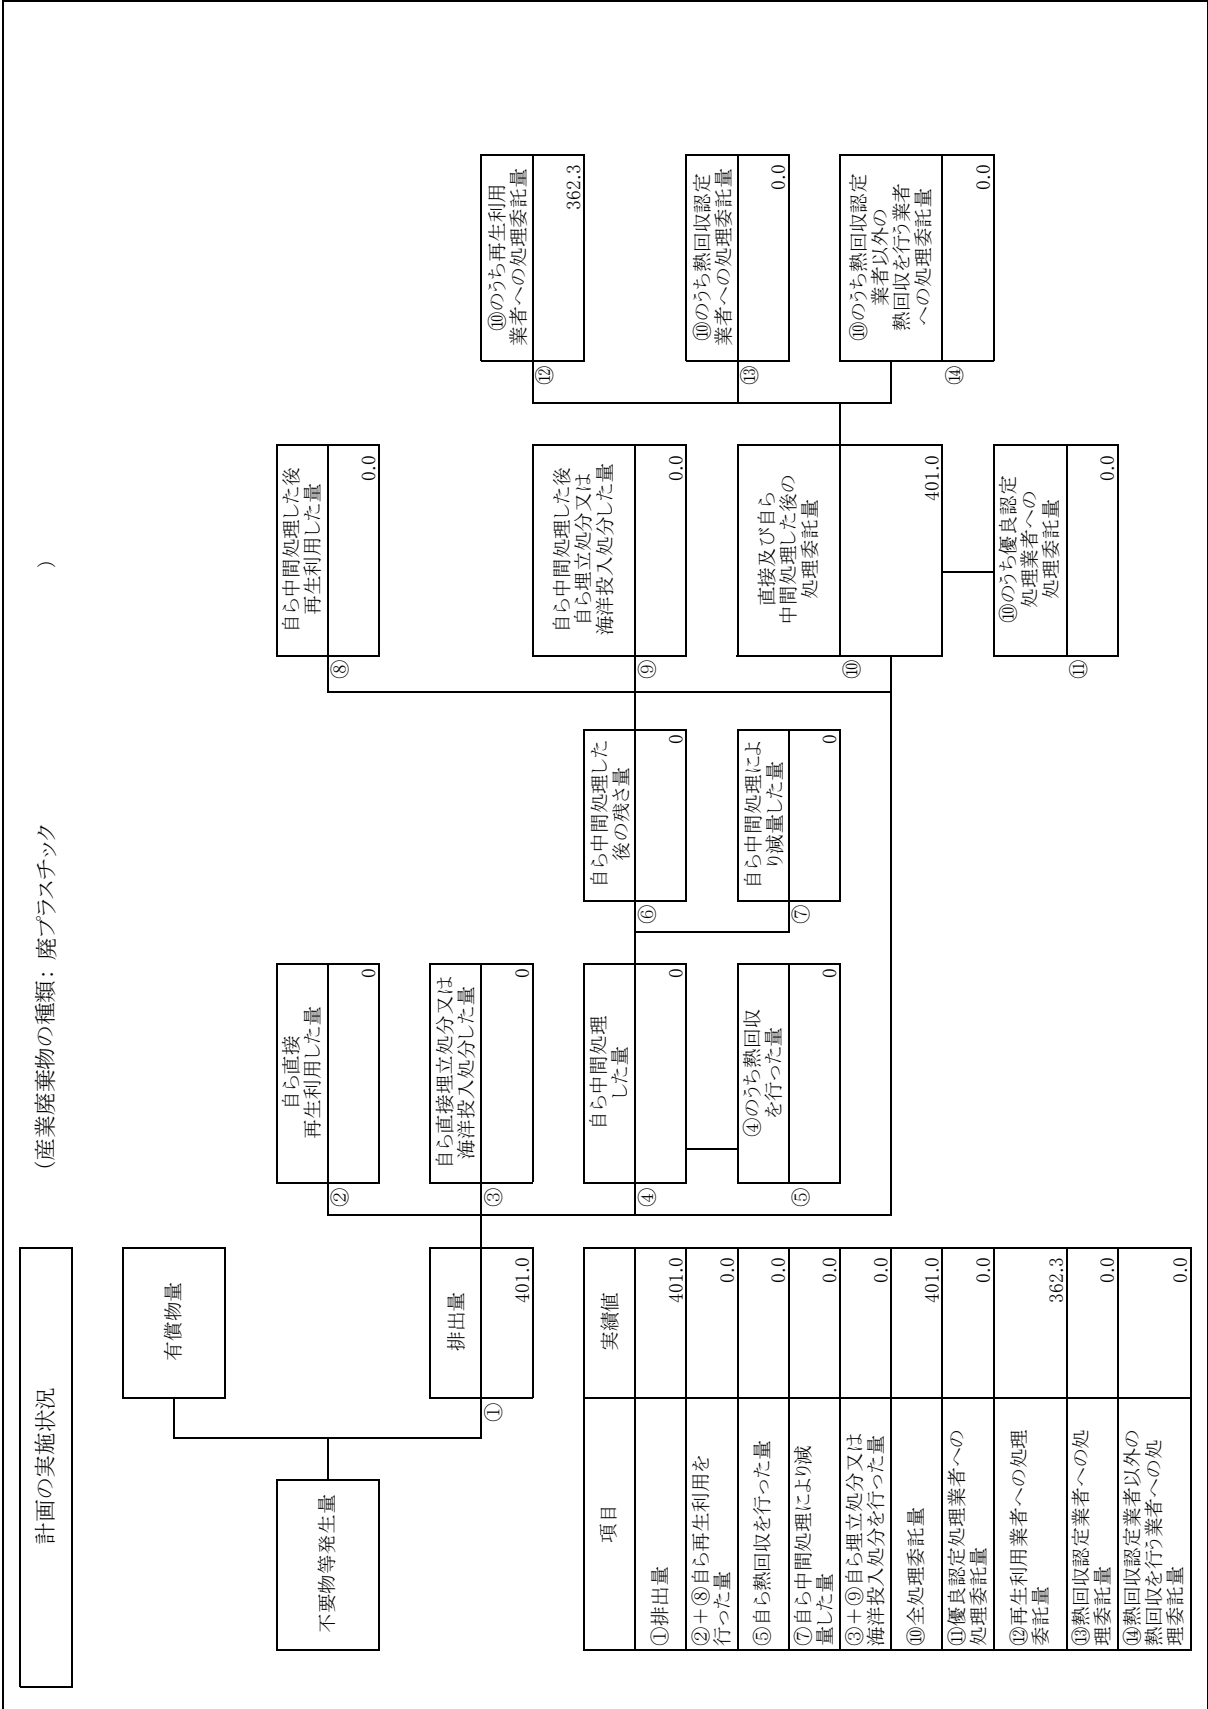 計画の実施状況
(産業廃棄物の種類: 廃プラスチック )
不要物等発生量
有償物量
①
排出量
401.0
②
自ら直接
再生利用した量
0
③
自ら直接埋立処分又は
海洋投入処分した量
0
④
自ら中間処理
した量
0
⑤
④のうち熱回収
を行った量
0
⑥
自ら中間処理した
後の残さ量
0
⑦
自ら中間処理によ
り減量した量
0
⑧
自ら中間処理した後
再生利用した量
0.0
⑨
自ら中間処理した後
自ら埋立処分又は
海洋投入処分した量
0.0
⑩
直接及び自ら
中間処理した後の
処理委託量
401.0
⑪
⑩のうち優良認定
処理業者への
処理委託量
0.0
⑫
⑩のうち再生利用
業者への処理委託量
362.3
⑬
⑩のうち熱回収認定
業者への処理委託量
0.0
⑭
⑩のうち熱回収認定
業者以外の
熱回収を行う業者
への処理委託量
0.0
項目 実績値
①排出量 401.0
②+⑧自ら再生利用を
行った量 0.0
⑤自ら熱回収を行った量 0.0
⑦自ら中間処理により減
量した量 0.0
③+⑨自ら埋立処分又は
海洋投入処分を行った量 0.0
⑩全処理委託量 401.0
⑪優良認定処理業者への
処理委託量 0.0
⑫再生利用業者への処理
委託量 362.3
⑬熱回収認定業者への処
理委託量 0.0
⑭熱回収認定業者以外の
熱回収を行う業者への処
理委託量 0.0